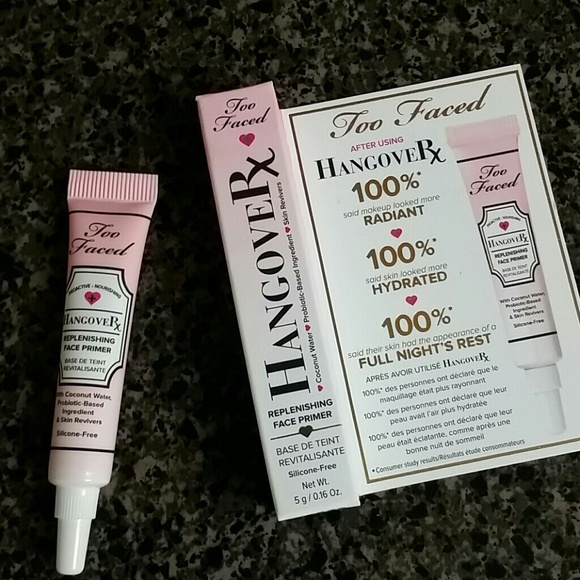 Too
Faced
PROACTIVE • NOURISHING
HANGOVERx
REPLENISHING
FACE PRIMER
BASE DE TEINT
REVITALISANTE
With Coconut Water,
Probiotic-Based
Ingredient
& Skin Revivers
Silicone-Free
Too
Faced
HANGOVERx
Coconut Water ♥ Probiotic-Based Ingredient ♥ Skin Revivers
REPLENISHING
FACE PRIMER
BASE DE TEINT
REVITALISANTE
Silicone-Free
Net Wt.
5 g / 0.16 Oz.
Too Faced
AFTER USING
HANGOVERx
100%*
said makeup looked more
RADIANT
100%*
said skin looked more
HYDRATED
100%*
said their skin had the appearance of a
FULL NIGHT'S REST
APRÈS AVOIR UTILISÉ HANGOVERx
100%* des personnes ont déclaré que le
maquillage était plus rayonnant
100%* des personnes ont déclaré que leur
peau avait l'air plus hydratée
100%* des personnes ont déclaré que leur
peau était éclatante, comme après une
bonne nuit de sommeil
*Consumer study results/Résultats étude consommateurs
Too
Faced
PROACTIVE • NOURISHING
HANGOVERx
REPLENISHING
FACE PRIMER
BASE DE TEINT
REVITALISANTE
With Coconut Water,
Probiotic-Based
Ingredient
& Skin Revivers
Silicone-Free